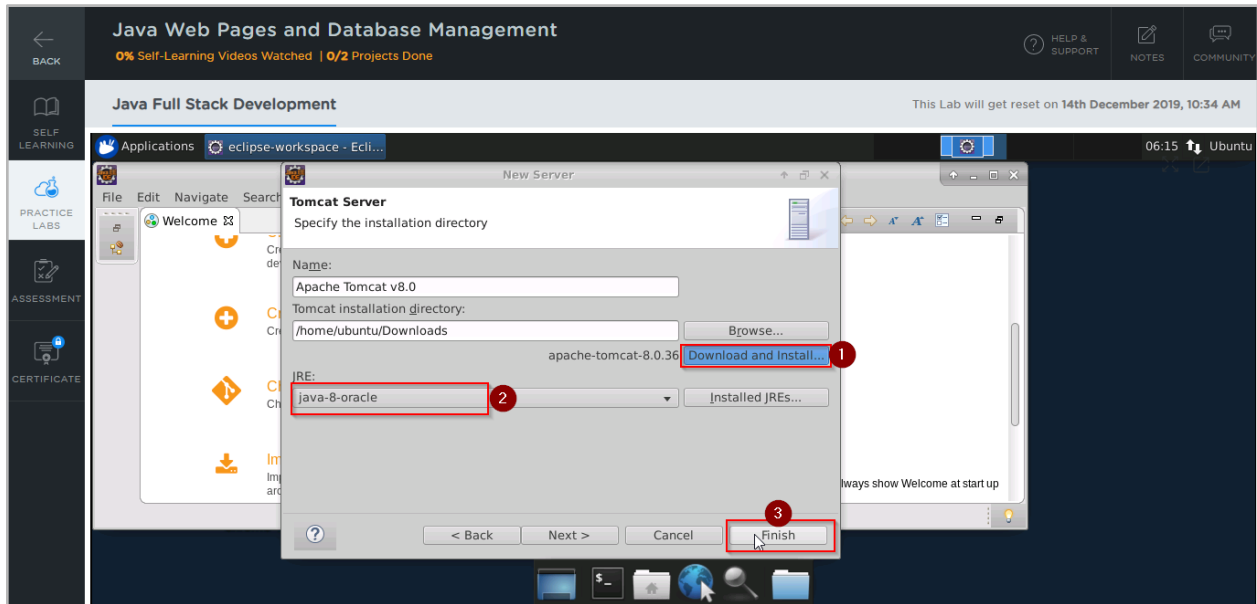 BACK
Java Web Pages and Database Management
0% Self-Learning Videos Watched | 0/2 Projects Done
HELP & SUPPORT
NOTES
COMMUNITY
SELF LEARNING
PRACTICE LABS
ASSESSMENT
CERTIFICATE
Java Full Stack Development
This Lab will get reset on 14th December 2019, 10:34 AM
Applications
eclipse-workspace - Ecli...
06:15
Ubuntu
File Edit Navigate Search
Welcome
New Server
Tomcat Server
Specify the installation directory
Name:
Apache Tomcat v8.0
Tomcat installation directory:
/home/ubuntu/Downloads
Browse...
apache-tomcat-8.0.36
Download and Install...
1
JRE:
java-8-oracle
2
Installed JREs...
lways show Welcome at start up
3
?
< Back
Next >
Cancel
Finish